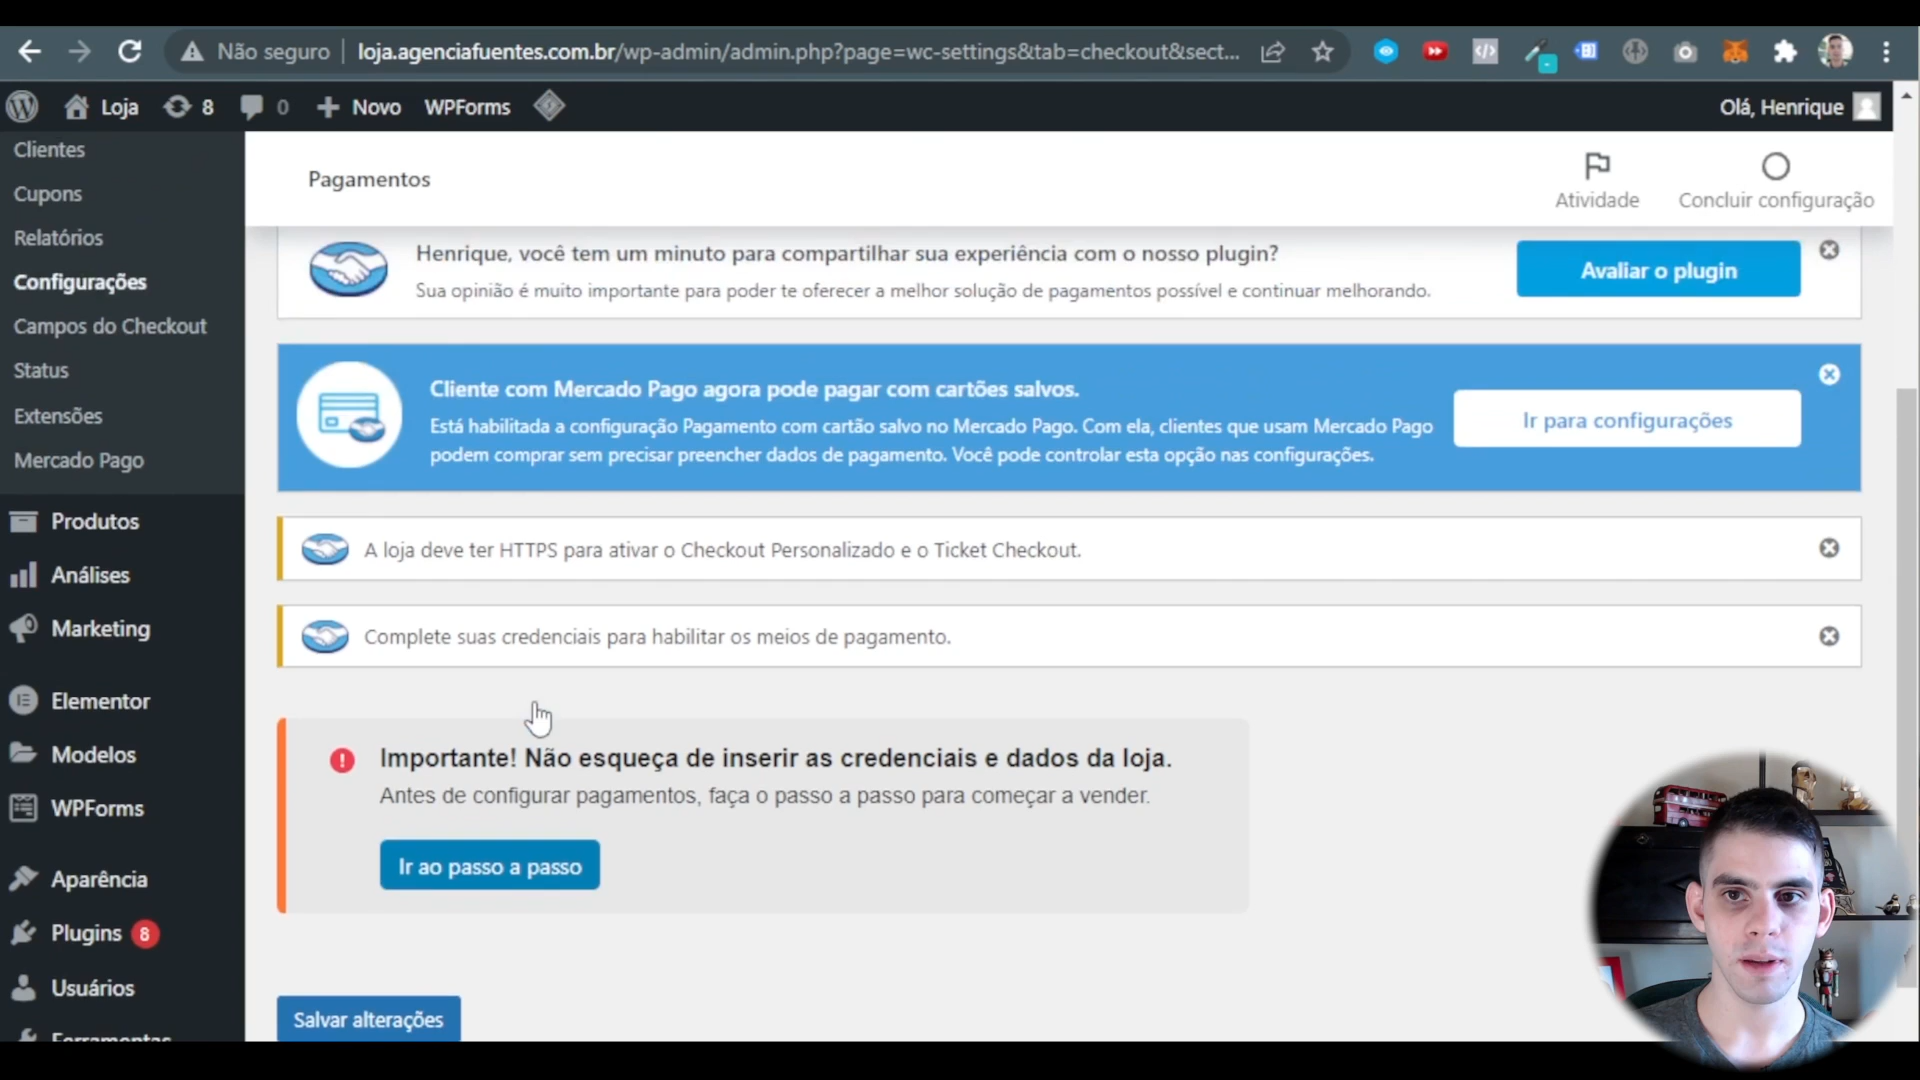 Não seguro
loja.agenciafuentes.com.br/wp-admin/admin.php?page=wc-settings&tab=checkout&sect...
Loja
8
0
Novo
WPForms
Olá, Henrique
Clientes
Cupons
Relatórios
Configurações
Campos do Checkout
Status
Extensões
Mercado Pago
Produtos
Análises
Marketing
Elementor
Modelos
WPForms
Aparência
Plugins 8
Usuários
Ferramentas
Pagamentos
Atividade
Concluir configuração
Henrique, você tem um minuto para compartilhar sua experiência com o nosso plugin?
Sua opinião é muito importante para poder te oferecer a melhor solução de pagamentos possível e continuar melhorando.
Avaliar o plugin
Cliente com Mercado Pago agora pode pagar com cartões salvos.
Está habilitada a configuração Pagamento com cartão salvo no Mercado Pago. Com ela, clientes que usam Mercado Pago
podem comprar sem precisar preencher dados de pagamento. Você pode controlar esta opção nas configurações.
Ir para configurações
A loja deve ter HTTPS para ativar o Checkout Personalizado e o Ticket Checkout.
Complete suas credenciais para habilitar os meios de pagamento.
Importante! Não esqueça de inserir as credenciais e dados da loja.
Antes de configurar pagamentos, faça o passo a passo para começar a vender.
Ir ao passo a passo
Salvar alterações